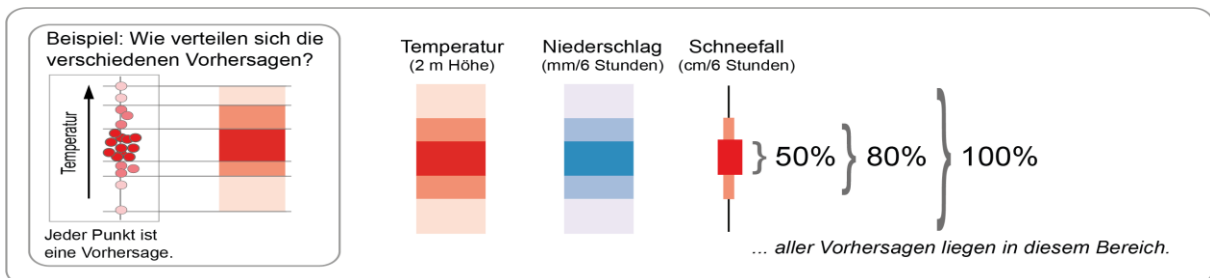 Beispiel: Wie verteilen sich die
verschiedenen Vorhersagen?
Temperatur
Jeder Punkt ist
eine Vorhersage.
Temperatur
(2 m Höhe)
Niederschlag
(mm/6 Stunden)
Schneefall
(cm/6 Stunden)
50%
80%
100%
... aller Vorhersagen liegen in diesem Bereich.